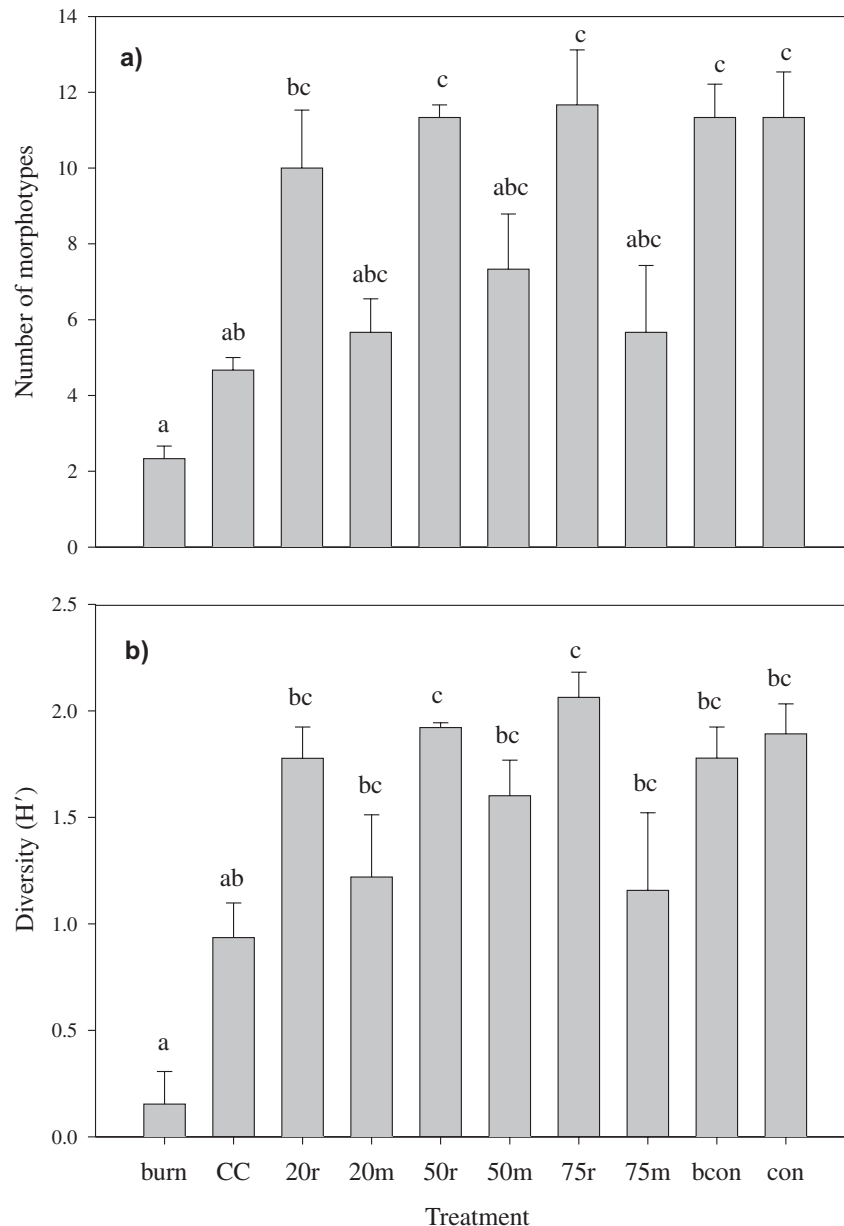 14
12
10
8
6
4
2
0
Number of morphotypes
a)
a
ab
bc
abc
c
abc
c
abc
c
c
2.5
2.0
1.5
1.0
0.5
0.0
Diversity (H′)
b)
a
ab
bc
bc
c
bc
c
bc
bc
bc
burn CC 20r 20m 50r 50m 75r 75m bcon con
Treatment